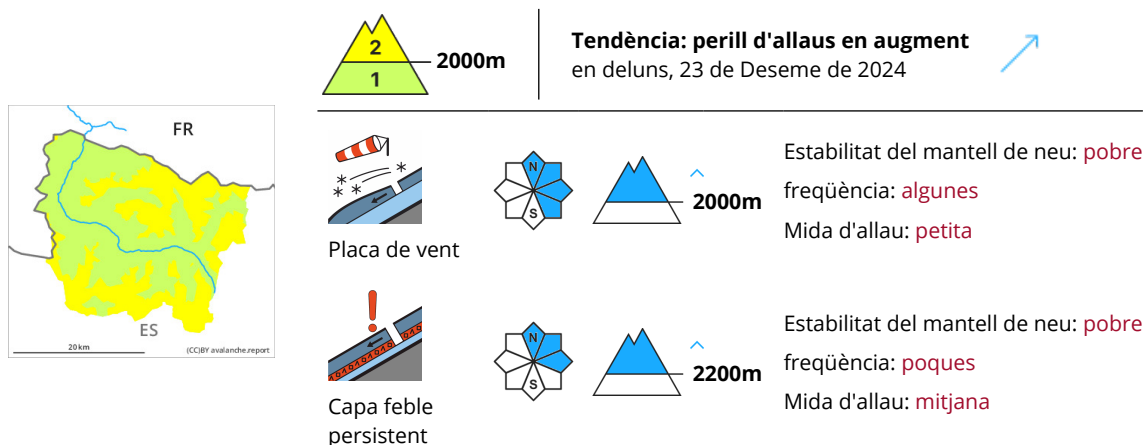 2
1
2000m
Tendència: perill d'allaus en augment
en deluns, 23 de Deseme de 2024
FR
ES
20 km
(CC)BY avalanche.report
Placa de vent
N
S
2000m
Estabilitat del mantell de neu: pobre
freqüència: algunes
Mida d'allau: petita
Capa feble
persistent
N
S
2200m
Estabilitat del mantell de neu: pobre
freqüència: poques
Mida d'allau: mitjana